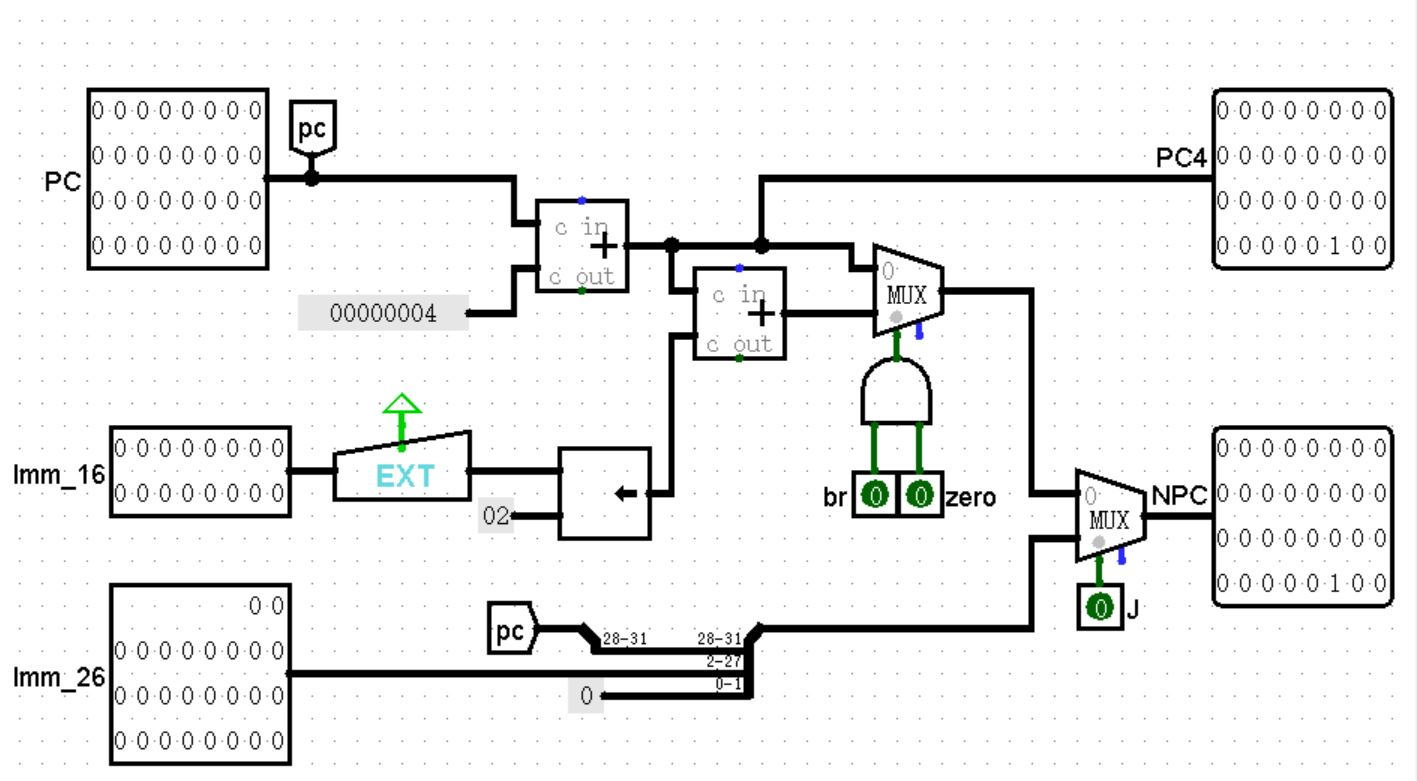 0 0 0 0 0 0 0 0
0 0 0 0 0 0 0 0
0 0 0 0 0 0 0 0
0 0 0 0 0 0 0 0
PC
pc
c in
+
c out
00000004
c in
+
c out
0
MUX
PC4
0 0 0 0 0 0 0 0
0 0 0 0 0 0 0 0
0 0 0 0 0 0 0 0
0 0 0 0 0 1 0 0
Imm_16
0 0 0 0 0 0 0 0
0 0 0 0 0 0 0 0
EXT
02
br
0
0
zero
0
MUX
0
J
NPC
0 0 0 0 0 0 0 0
0 0 0 0 0 0 0 0
0 0 0 0 0 0 0 0
0 0 0 0 0 1 0 0
Imm_26
0 0
0 0 0 0 0 0 0 0
0 0 0 0 0 0 0 0
0 0 0 0 0 0 0 0
pc
28-31
28-31
2-27
0-1
0